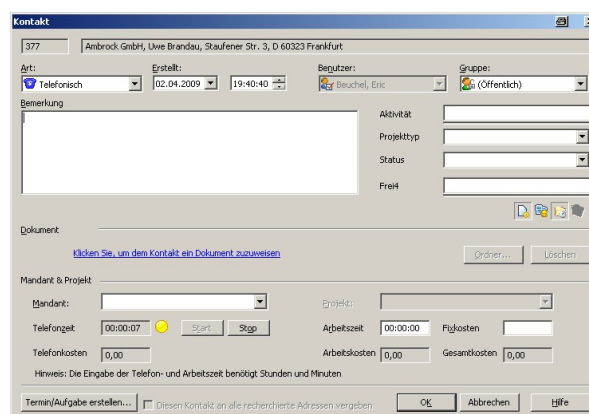 Kontakt
377 Ambrock GmbH, Uwe Brandau, Staufener Str. 3, D 60323 Frankfurt
Art: Erstellt: Benutzer: Gruppe:
Telefonisch 02.04.2009 19:40:40 Beuchel, Eric (Öffentlich)
Bemerkung
Aktivität
Projekttyp
Status
Frei4
Dokument
Klicken Sie, um dem Kontakt ein Dokument zuzuweisen Ordner... Löschen
Mandant & Projekt
Mandant: Projekt:
Telefonzeit 00:00:07 Start Stop Arbeitszeit 00:00:00 Fixkosten
Telefonkosten 0,00 Arbeitskosten 0,00 Gesamtkosten 0,00
Hinweis: Die Eingabe der Telefon- und Arbeitszeit benötigt Stunden und Minuten
Termin/Aufgabe erstellen... Diesen Kontakt an alle recherchierte Adressen vergeben OK Abbrechen Hilfe